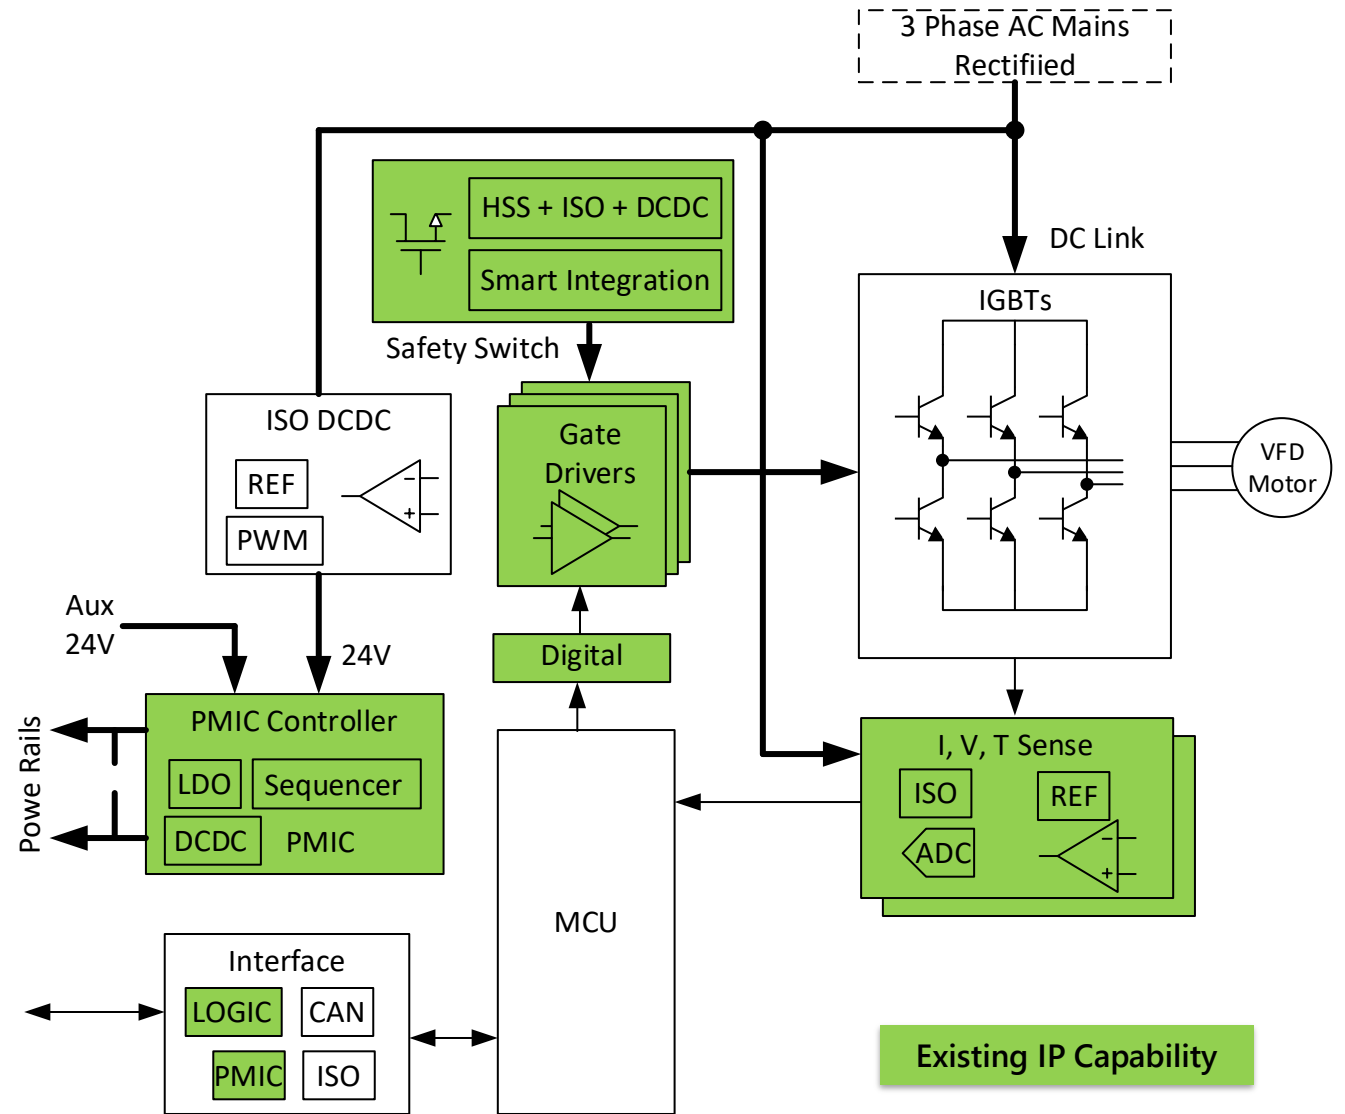 3 Phase AC Mains
Rectifiied
HSS + ISO + DCDC
Smart Integration
DC Link
Safety Switch
IGBTs
ISO DCDC
REF
PWM
Gate
Drivers
VFD
Motor
Aux
24V
24V
Digital
PMIC Controller
LDO
Sequencer
DCDC
PMIC
Powe Rails
I, V, T Sense
ISO
REF
ADC
MCU
Interface
LOGIC
CAN
PMIC
ISO
Existing IP Capability